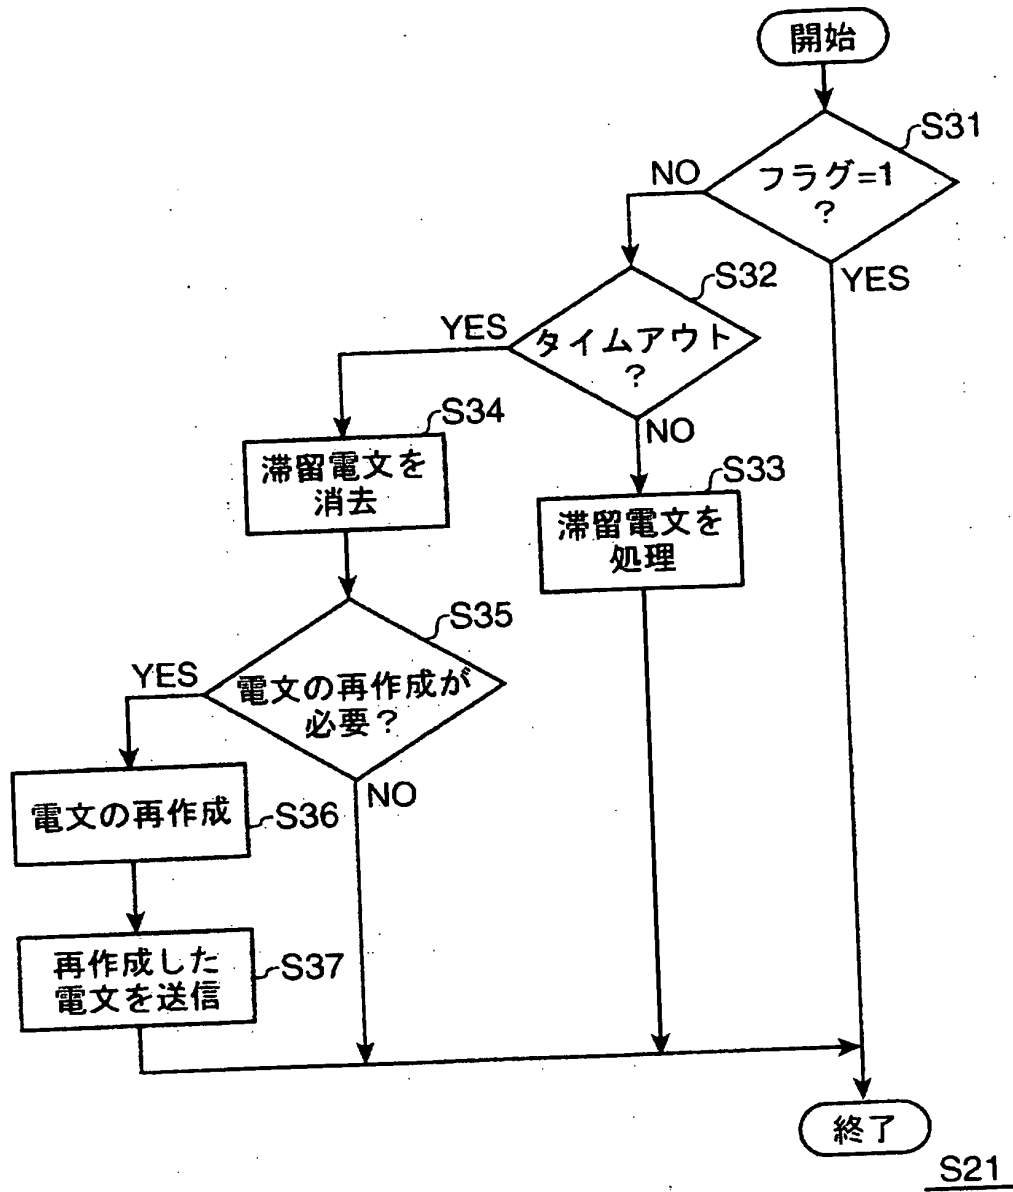 開始
S31
フラグ=1
?
NO
YES
S32
タイムアウト
?
YES
NO
S34
滞留電文を
消去
S33
滞留電文を
処理
S35
電文の再作成が
必要?
YES
NO
電文の再作成
S36
再作成した
電文を送信
S37
終了
S21